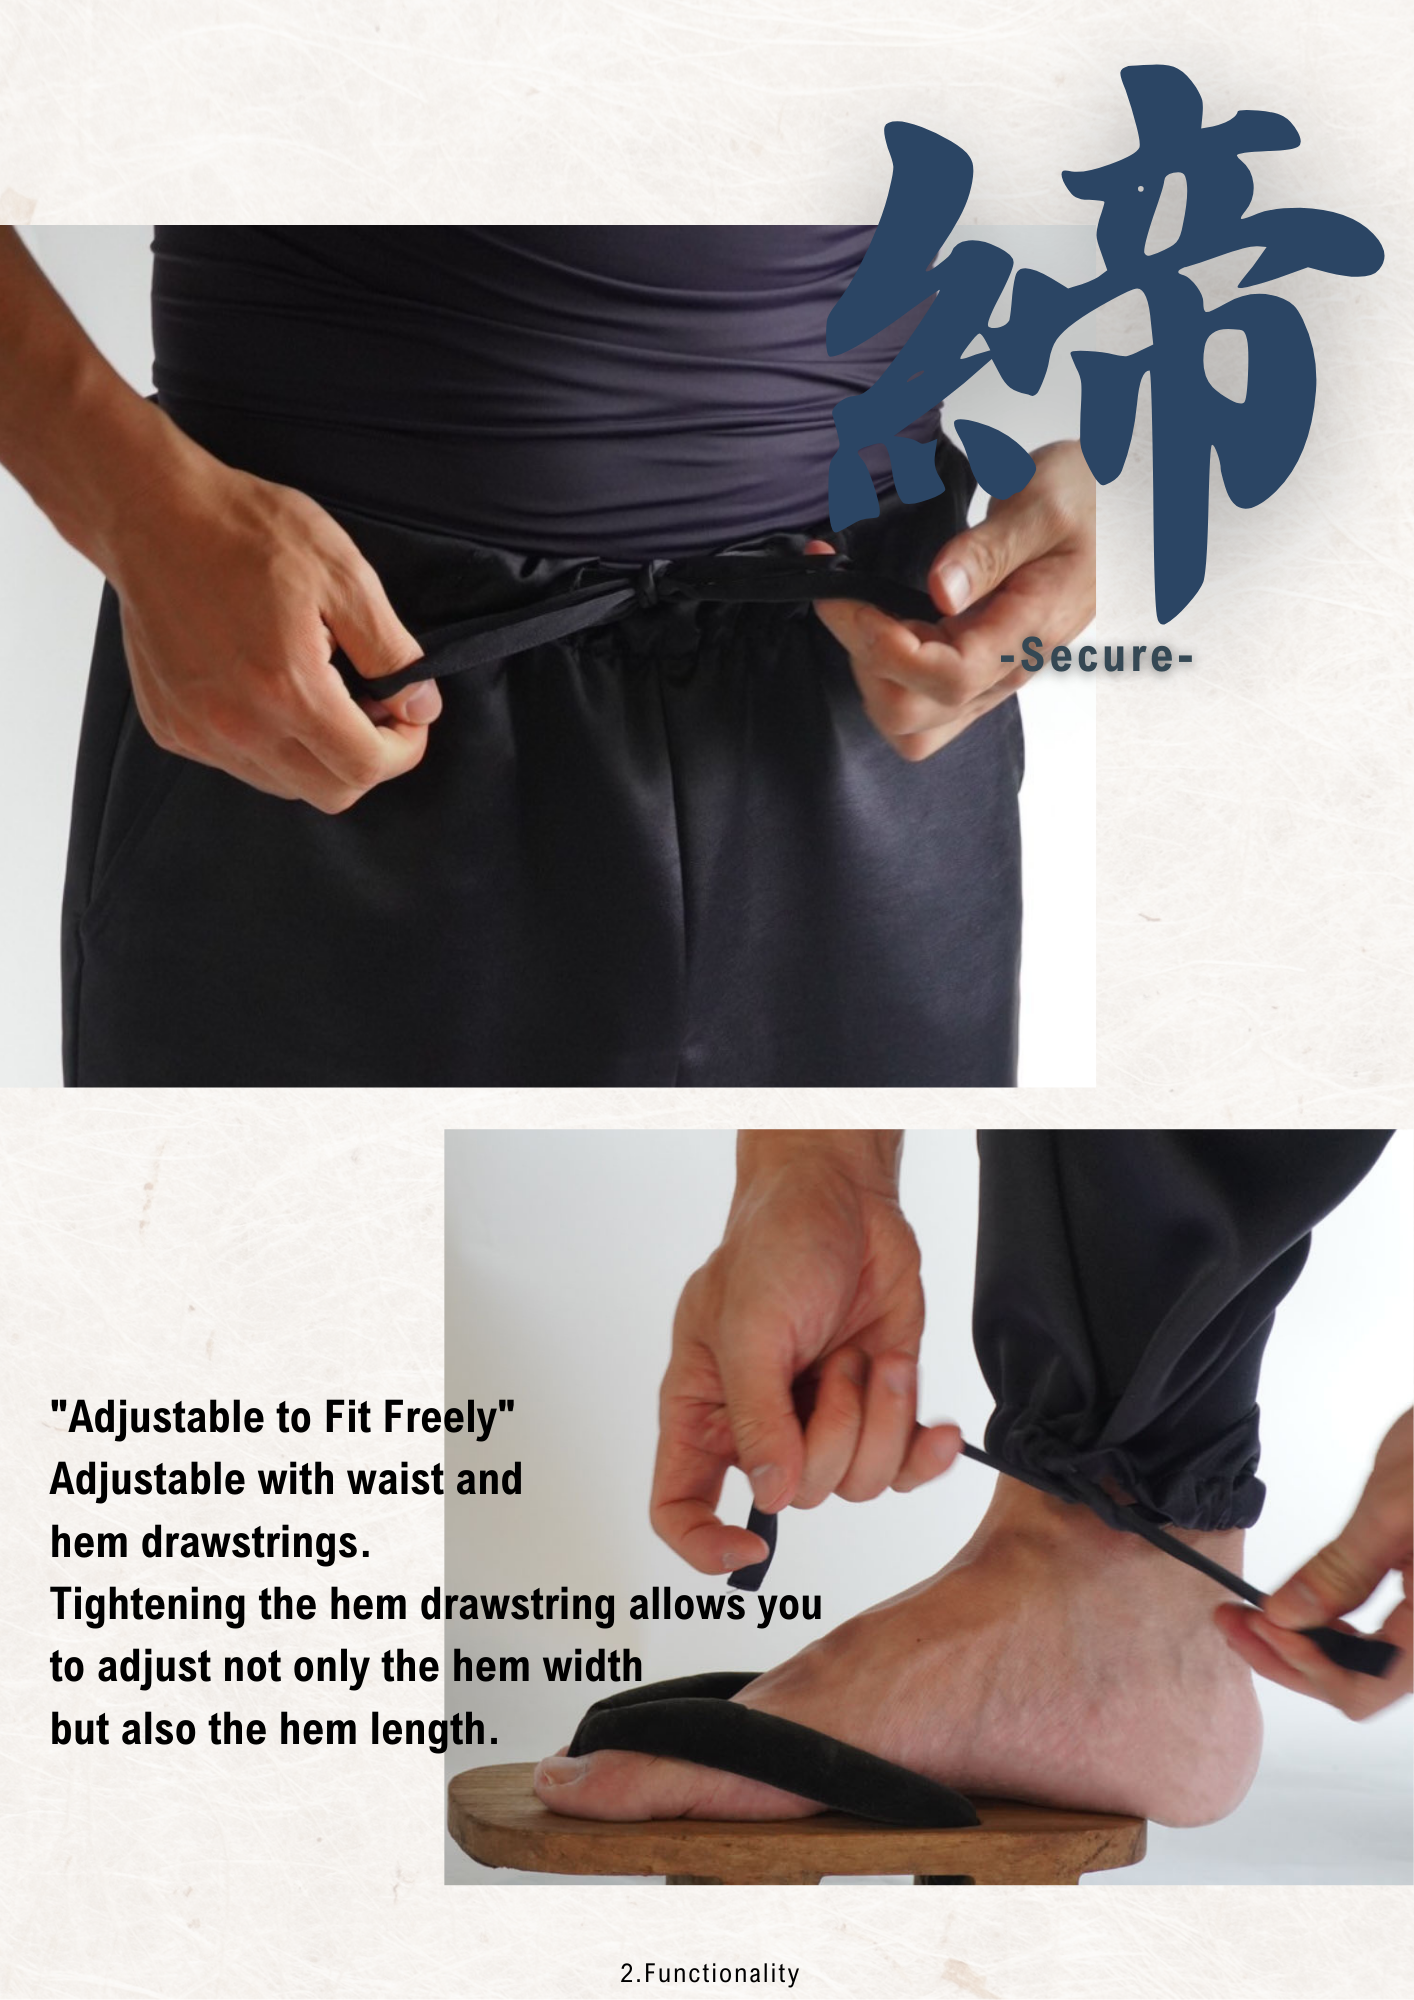 締
-Secure-
"Adjustable to Fit Freely"
Adjustable with waist and
hem drawstrings.
Tightening the hem drawstring allows you
to adjust not only the hem width
but also the hem length.
2.Functionality